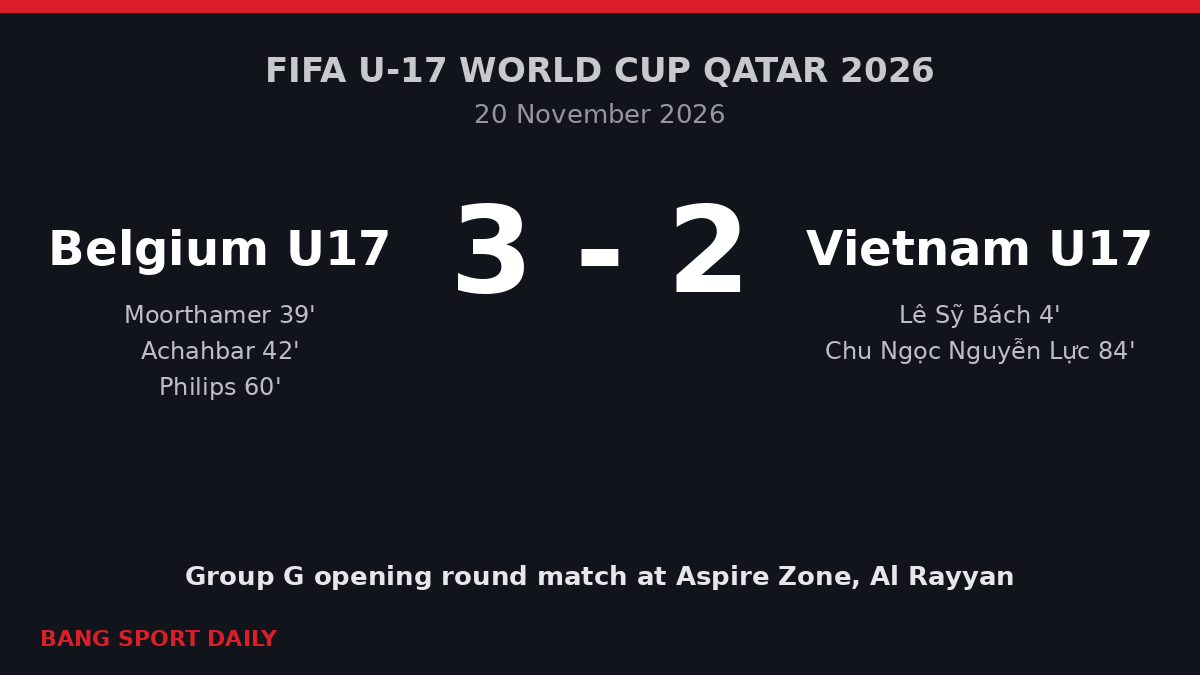 FIFA U-17 WORLD CUP QATAR 2026
20 November 2026
Belgium U17
3 - 2
Vietnam U17
Moorthamer 39'
Achahbar 42'
Philips 60'
Lê Sỹ Bách 4'
Chu Ngọc Nguyễn Lực 84'
Group G opening round match at Aspire Zone, Al Rayyan
BANG SPORT DAILY